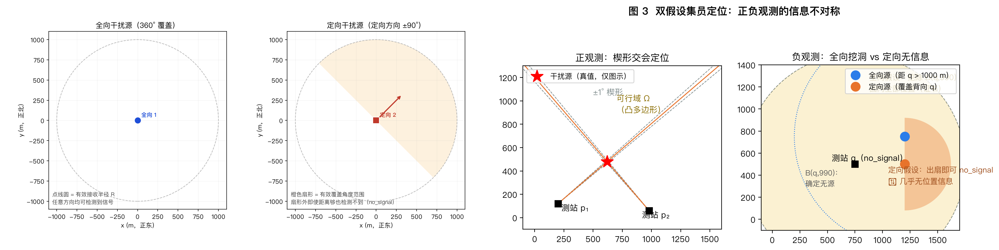 图 3 双假设集员定位：正负观测的信息不对称
全向干扰源（360° 覆盖）
1000
750
500
250
0
−250
−500
−750
−1000
y (m，正北)
全向 1
点线圆 = 有效接收半径 R
任意方向均可检测到信号
−1000 −750 −500 −250 0 250 500 750 1000
x (m，正东)
定向干扰源（定向方向 ±90°）
1000
750
500
250
0
−250
−500
−750
−1000
y (m，正北)
定向 2
橙色扇形 = 有效覆盖角度范围
扇形外即使距离够也检测不到（no_signal）
−1000 −750 −500 −250 0 250 500 750 1000
x (m，正东)
正观测：楔形交会定位
1200
1000
800
600
400
200
0
干扰源（真值，仅图示）
±1° 楔形
可行域 Ω
（凸多边形）
测站 p₁
测站 p₂
0 250 500 750 1000 1250 1500
负观测：全向挖洞 vs 定向无信息
1400
1200
1000
800
600
400
200
0
全向源（距 q > 1000 m）
定向源（覆盖背向 q）
测站 q（no_signal）
B(q,990)：
确定无源
定向假设：出扇即可 no_signal
几乎无位置信息
0 250 500 750 1000 1250 1500